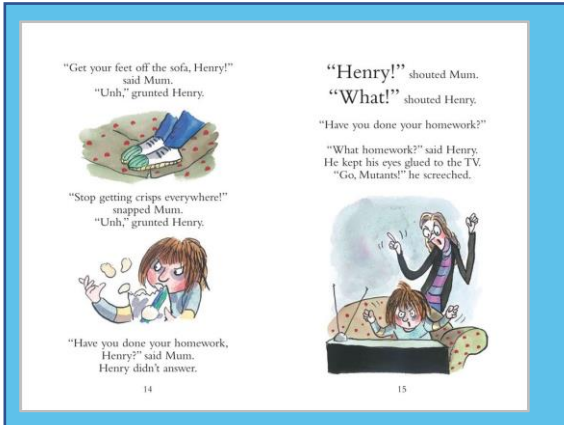 “Get your feet off the sofa, Henry!”
said Mum.
“Unh,” grunted Henry.
“Stop getting crisps everywhere!”
snapped Mum.
“Unh,” grunted Henry.
“Have you done your homework,
Henry?” said Mum.
Henry didn’t answer.
14
“Henry!” shouted Mum.
“What!” shouted Henry.
“Have you done your homework?”
“What homework?” said Henry.
He kept his eyes glued to the TV.
“Go, Mutants!” he screeched.
15